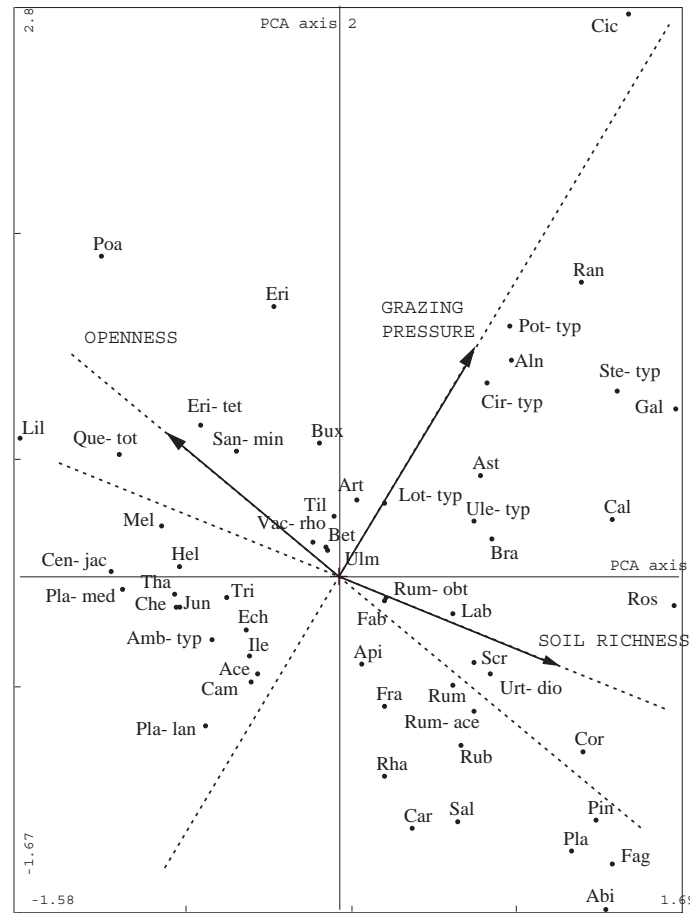 2.8
PCA axis 2
Cic
Poa
Ran
Eri
GRAZING
PRESSURE
Pot- typ
OPENNESS
Aln
Ste- typ
Cir- typ
Gal
Eri- tet
Lil
Que- tot
San- min
Bux
Ast
Art
Lot- typ
Til
Ule- typ
Cal
Mel
Vac- rho
Bet
Bra
Hel
Ulm
Cen- jac
PCA axis
Tha
Rum- obt
Pla- med
Che
Jun
Tri
Fab
Lab
Ros
Ech
Amb- typ
SOIL RICHNESS
Ile
Api
Scr
Ace
Cam
Urt- dio
Fra
Rum
Rum- ace
Pla- lan
Cor
Rub
Rha
Pin
Car
Sal
Pla
Fag
-1.67
Abi
-1.58
1.69